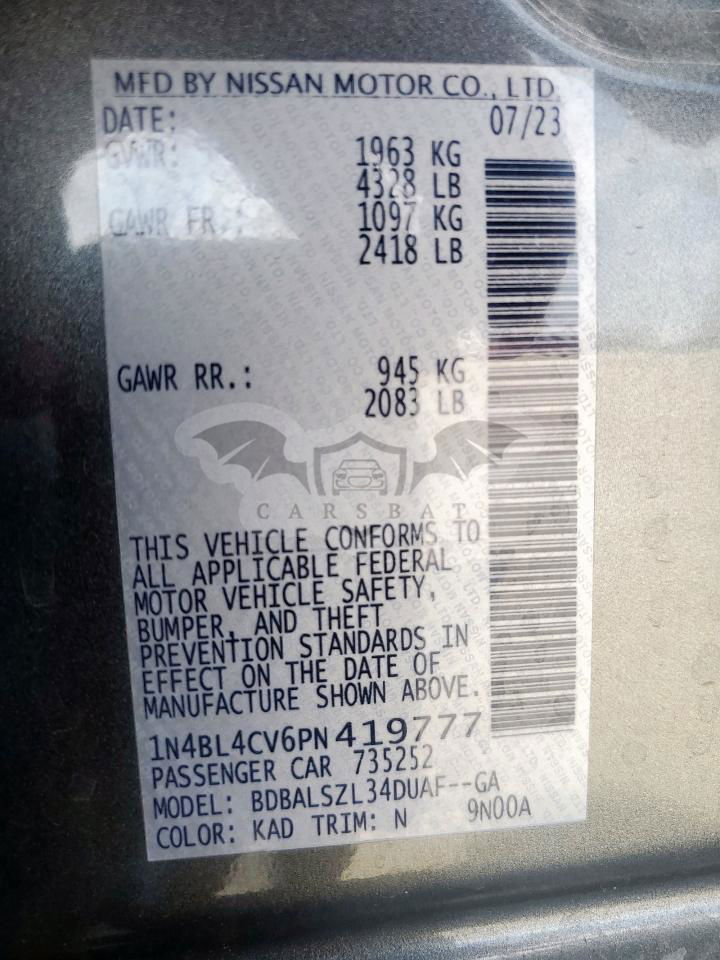 MFD BY NISSAN MOTOR CO., LTD.
DATE: 07/23
GVWR: 1963 KG
4328 LB
GAWR FR.: 1097 KG
2418 LB
GAWR RR.: 945 KG
2083 LB
CARSBAT
THIS VEHICLE CONFORMS TO
ALL APPLICABLE FEDERAL
MOTOR VEHICLE SAFETY,
BUMPER, AND THEFT
PREVENTION STANDARDS IN
EFFECT ON THE DATE OF
MANUFACTURE SHOWN ABOVE.
1N4BL4CV6PN419777
PASSENGER CAR 735252
MODEL: BDBALSZL34DUAF--GA
COLOR: KAD TRIM: N 9N00A